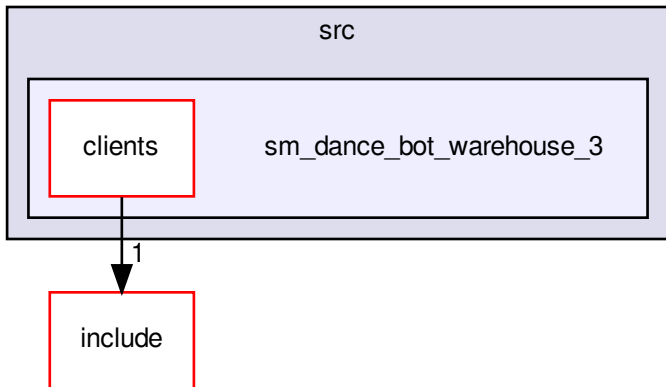 src
clients
sm_dance_bot_warehouse_3
1
include